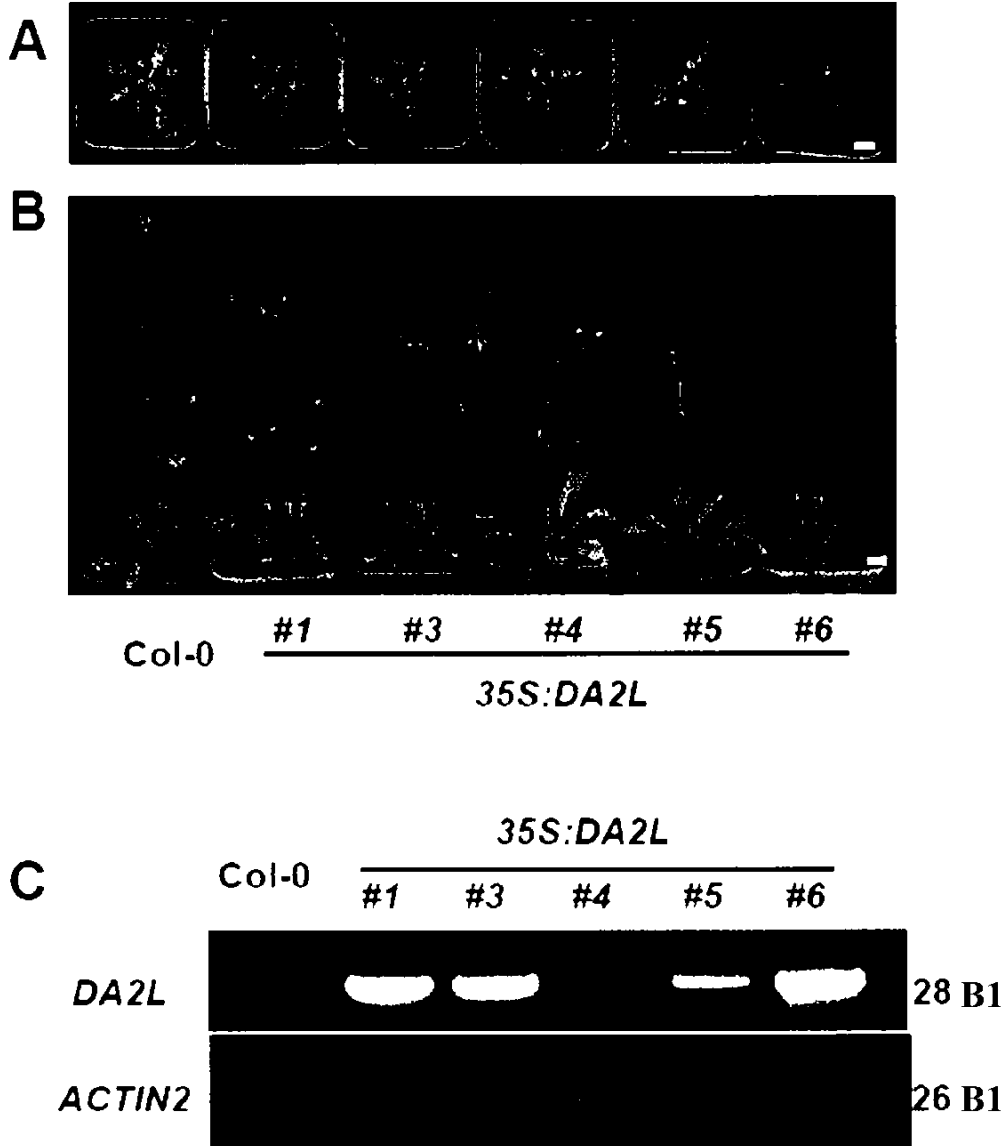 A
B
Col-0 #1 #3 #4 #5 #6
35S:DA2L
35S:DA2L
C Col-0 #1 #3 #4 #5 #6
DA2L 28 B1
ACTIN2 26 B1